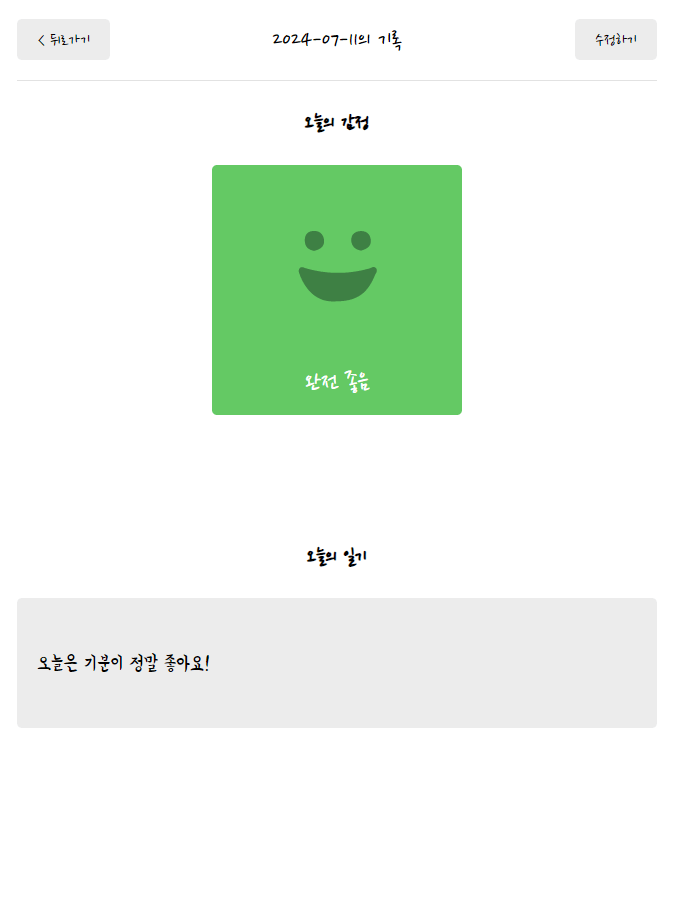 < 뒤로가기
2024-07-11의 기록
수정하기
오늘의 감정
완전 좋음
오늘의 일기
오늘은 기분이 정말 좋아요!